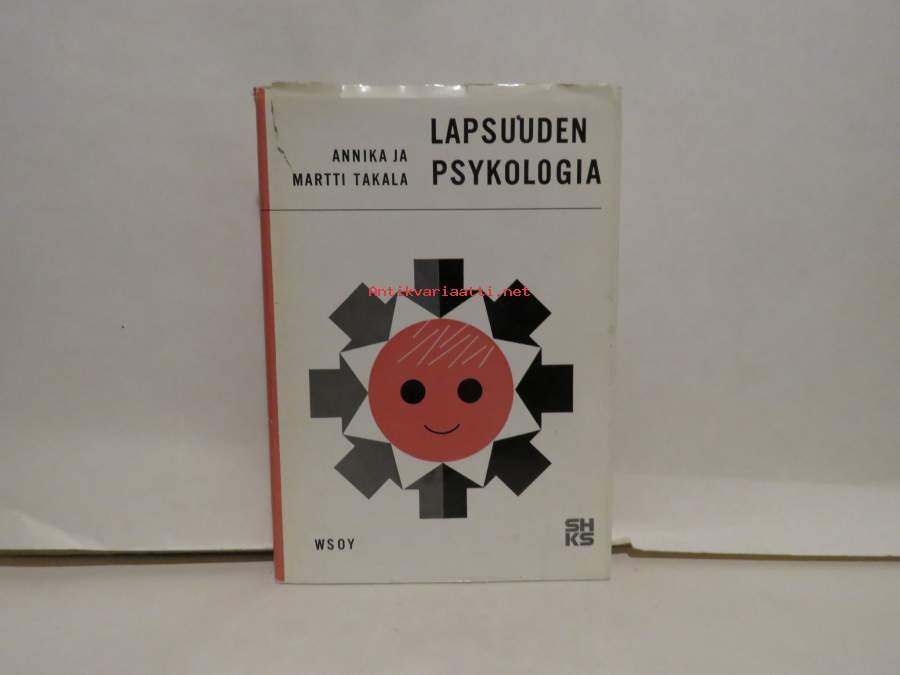 LAPSUUDEN
PSYKOLOGIA
ANNIKA JA
MARTTI TAKALA
Antikvariaatti.net
WSOY
SH
KS